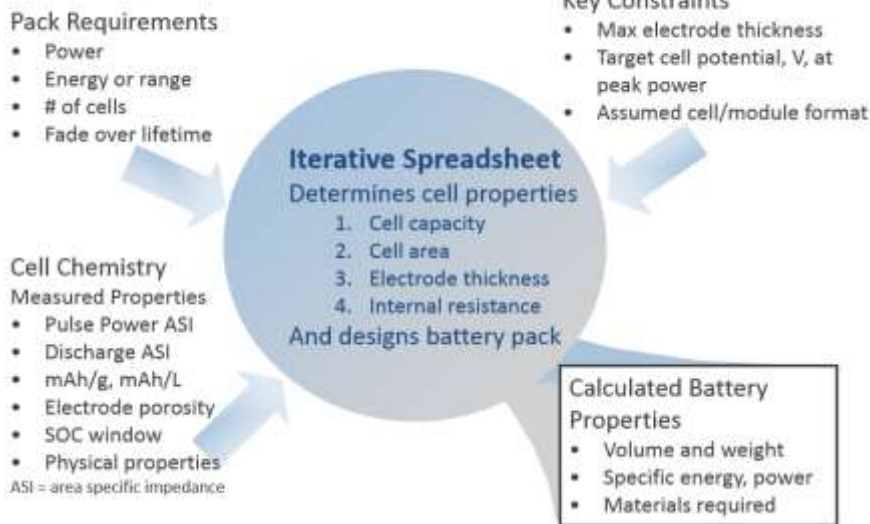 Pack Requirements
• Power
• Energy or range
• # of cells
• Fade over lifetime
Key Constraints
• Max electrode thickness
• Target cell potential, V, at
peak power
• Assumed cell/module format
Iterative Spreadsheet
Determines cell properties
1. Cell capacity
2. Cell area
3. Electrode thickness
4. Internal resistance
And designs battery pack
Cell Chemistry
Measured Properties
• Pulse Power ASI
• Discharge ASI
• mAh/g, mAh/L
• Electrode porosity
• SOC window
• Physical properties
ASI = area specific impedance
Calculated Battery
Properties
• Volume and weight
• Specific energy, power
• Materials required